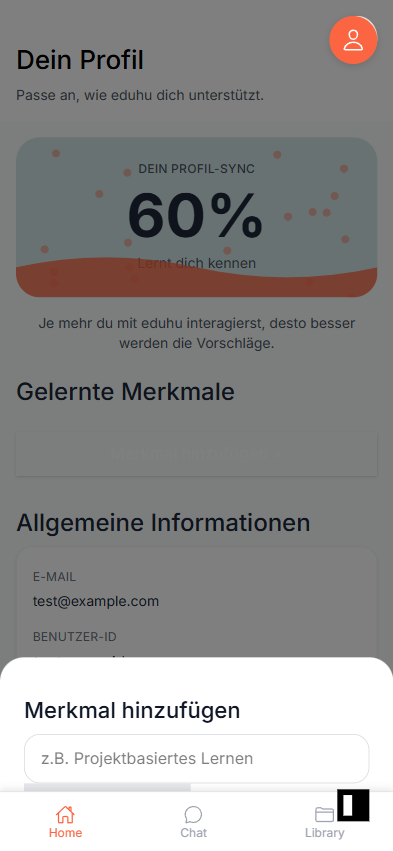 Dein Profil
Passe an, wie eduhu dich unterstützt.
DEIN PROFIL-SYNC
60%
Lernt dich kennen
Je mehr du mit eduhu interagierst, desto besser
werden die Vorschläge.
Gelernte Merkmale
Allgemeine Informationen
E-MAIL
test@example.com
BENUTZER-ID
Merkmal hinzufügen
z.B. Projektbasiertes Lernen
Home
Chat
Library